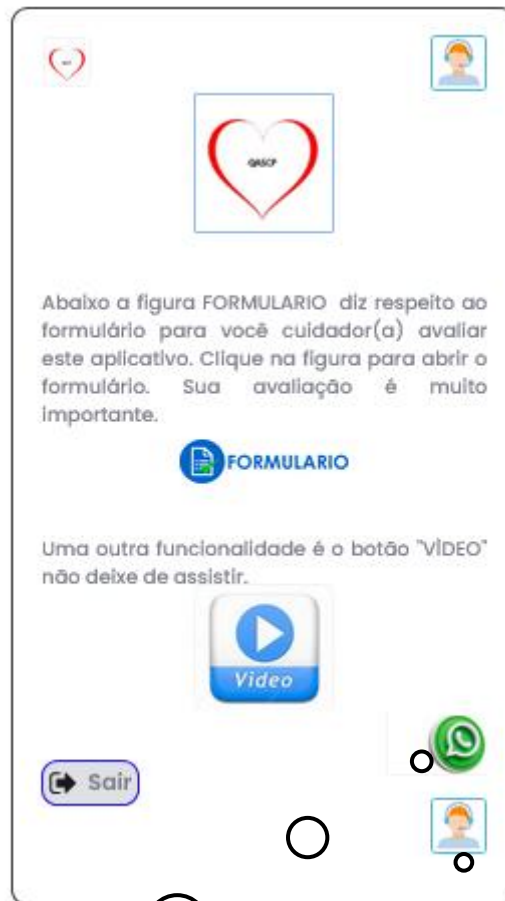 QASCP
Abaixo a figura FORMULARIO diz respeito ao
formulário para você cuidador(a) avaliar
este aplicativo. Clique na figura para abrir o
formulário. Sua avaliação é muito
importante.
FORMULARIO
Uma outra funcionalidade é o botão "VÍDEO"
não deixe de assistir.
Video
Sair